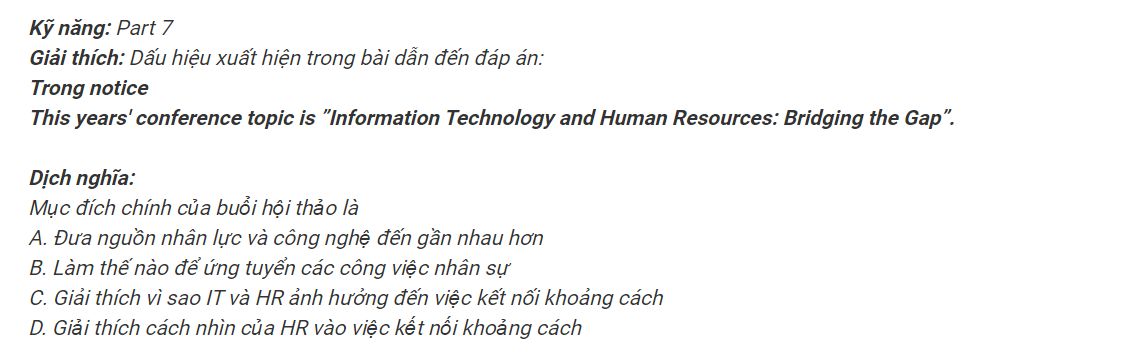 Kỹ năng: Part 7
Giải thích: Dấu hiệu xuất hiện trong bài dẫn đến đáp án:
Trong notice
This years' conference topic is ”Information Technology and Human Resources: Bridging the Gap”.
Dịch nghĩa:
Mục đích chính của buổi hội thảo là
A. Đưa nguồn nhân lực và công nghệ đến gần nhau hơn
B. Làm thế nào để ứng tuyển các công việc nhân sự
C. Giải thích vì sao IT và HR ảnh hưởng đến việc kết nối khoảng cách
D. Giải thích cách nhìn của HR vào việc kết nối khoảng cách